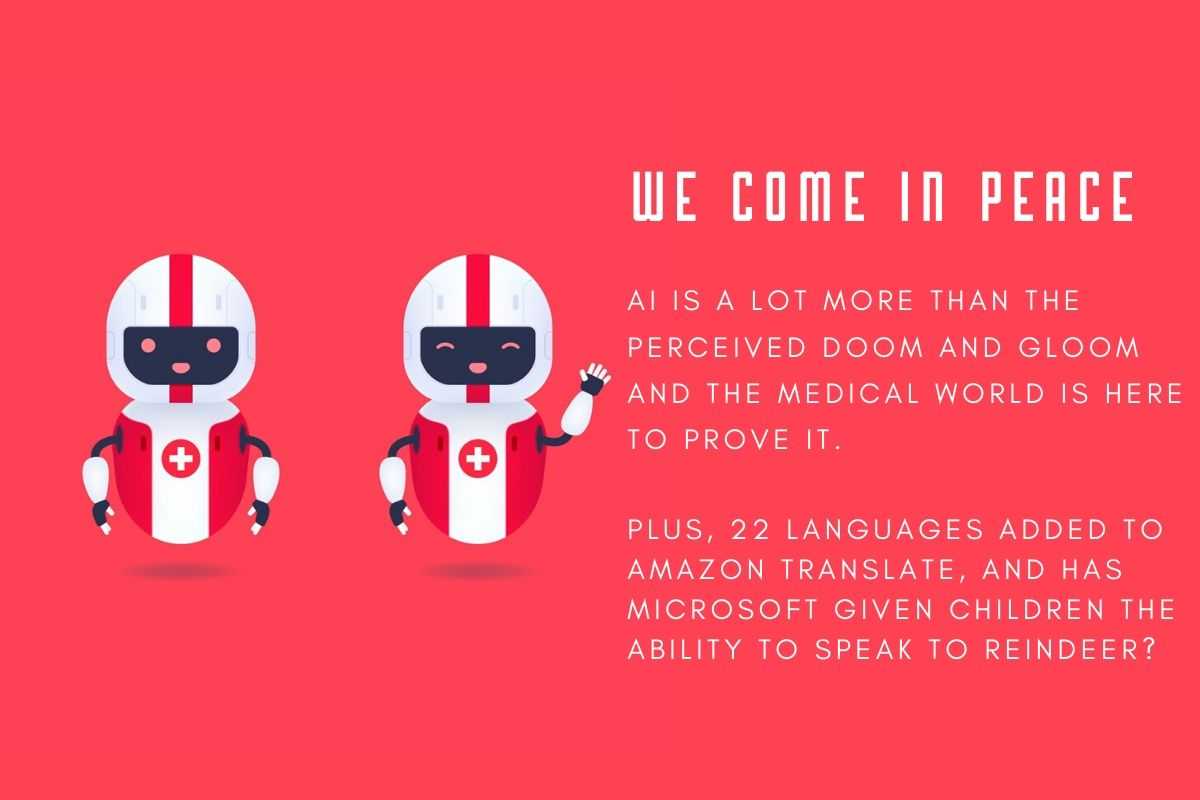 WE COME IN PEACE
AI IS A LOT MORE THAN THE
PERCEIVED DOOM AND GLOOM
AND THE MEDICAL WORLD IS HERE
TO PROVE IT.
PLUS, 22 LANGUAGES ADDED TO
AMAZON TRANSLATE, AND HAS
MICROSOFT GIVEN CHILDREN THE
ABILITY TO SPEAK TO REINDEER?